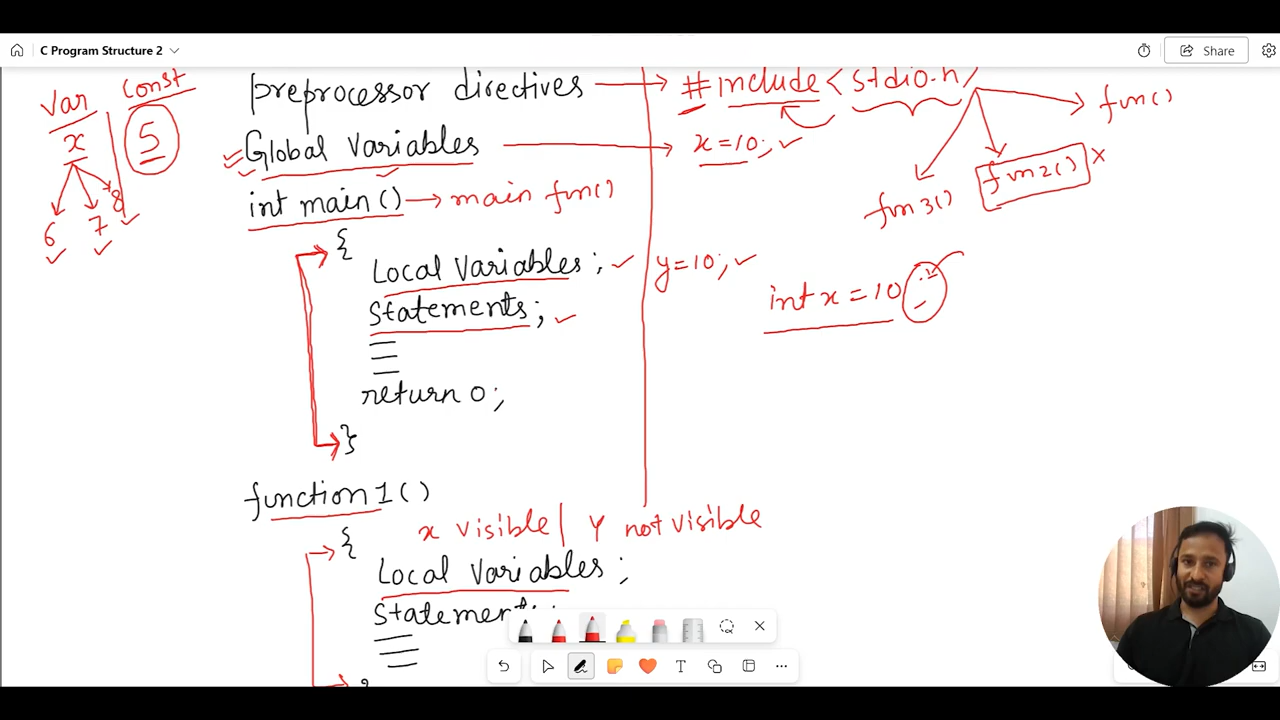 C Program Structure 2
Share
var
const
x
5
6 7 8
preprocessor directives → #include <stdio.h>
fun()
fun2() x
fun3()
Global Variables → x=10;
int main() → main fun()
{
Local Variables; y=10;
int x = 10;
Statements;
return 0;
}
function1()
{
x visible | Y not visible
Local Variables;
Statements;
T